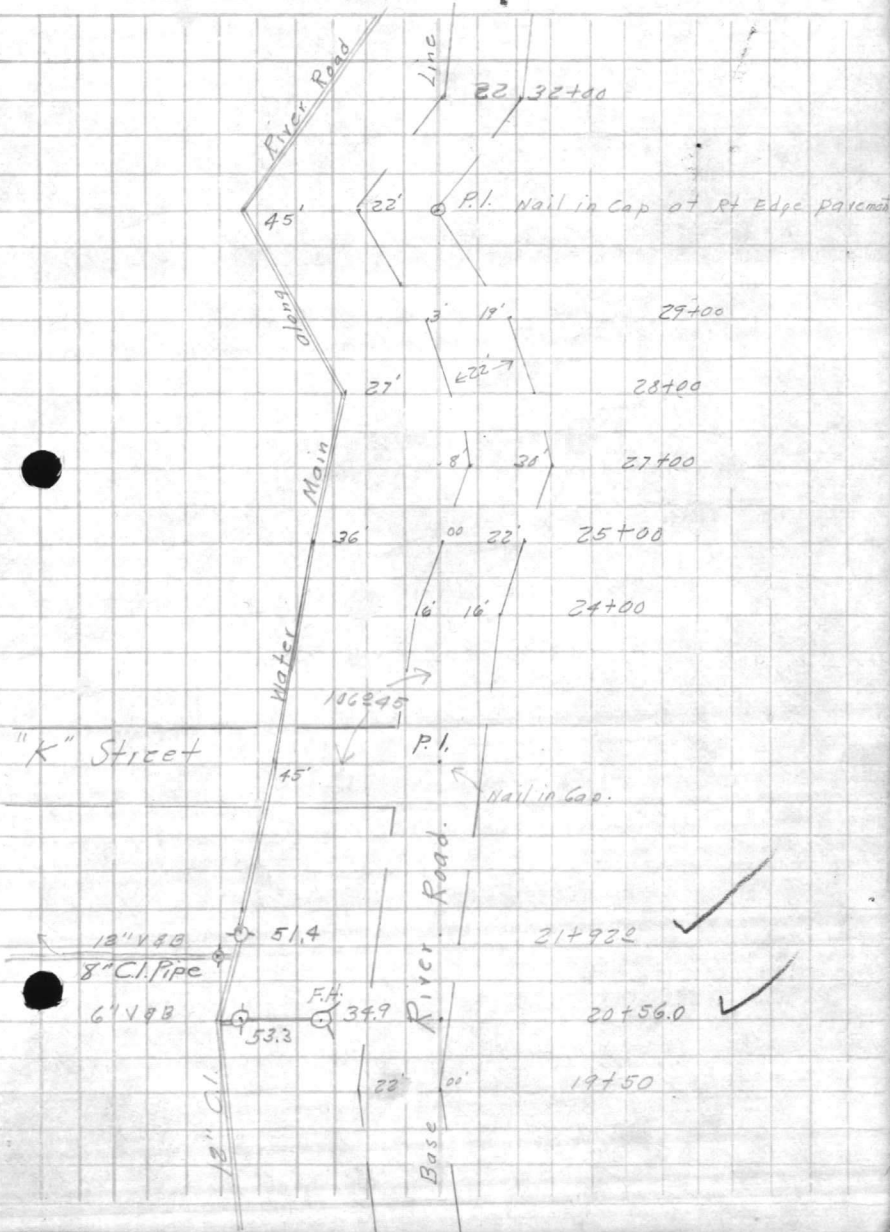 River Road
Line
22 32+00
45' 22' P.I. Nail in Cap at Rt Edge pavement
along
3' 19' 29+00
22'
27' 28+00
Main
8' 30' 27+00
36' 00 22' 25+00
6' 16' 24+00
Water
106°45
"K" Street
P.I.
45'
Nail in Cap.
River Road.
12" V&B 51.4 21+92.0
8" C.I. Pipe
F.H.
6" V&B 53.3 34.9 20+56.0
22' 00' 19+50
12" C.I.
Base